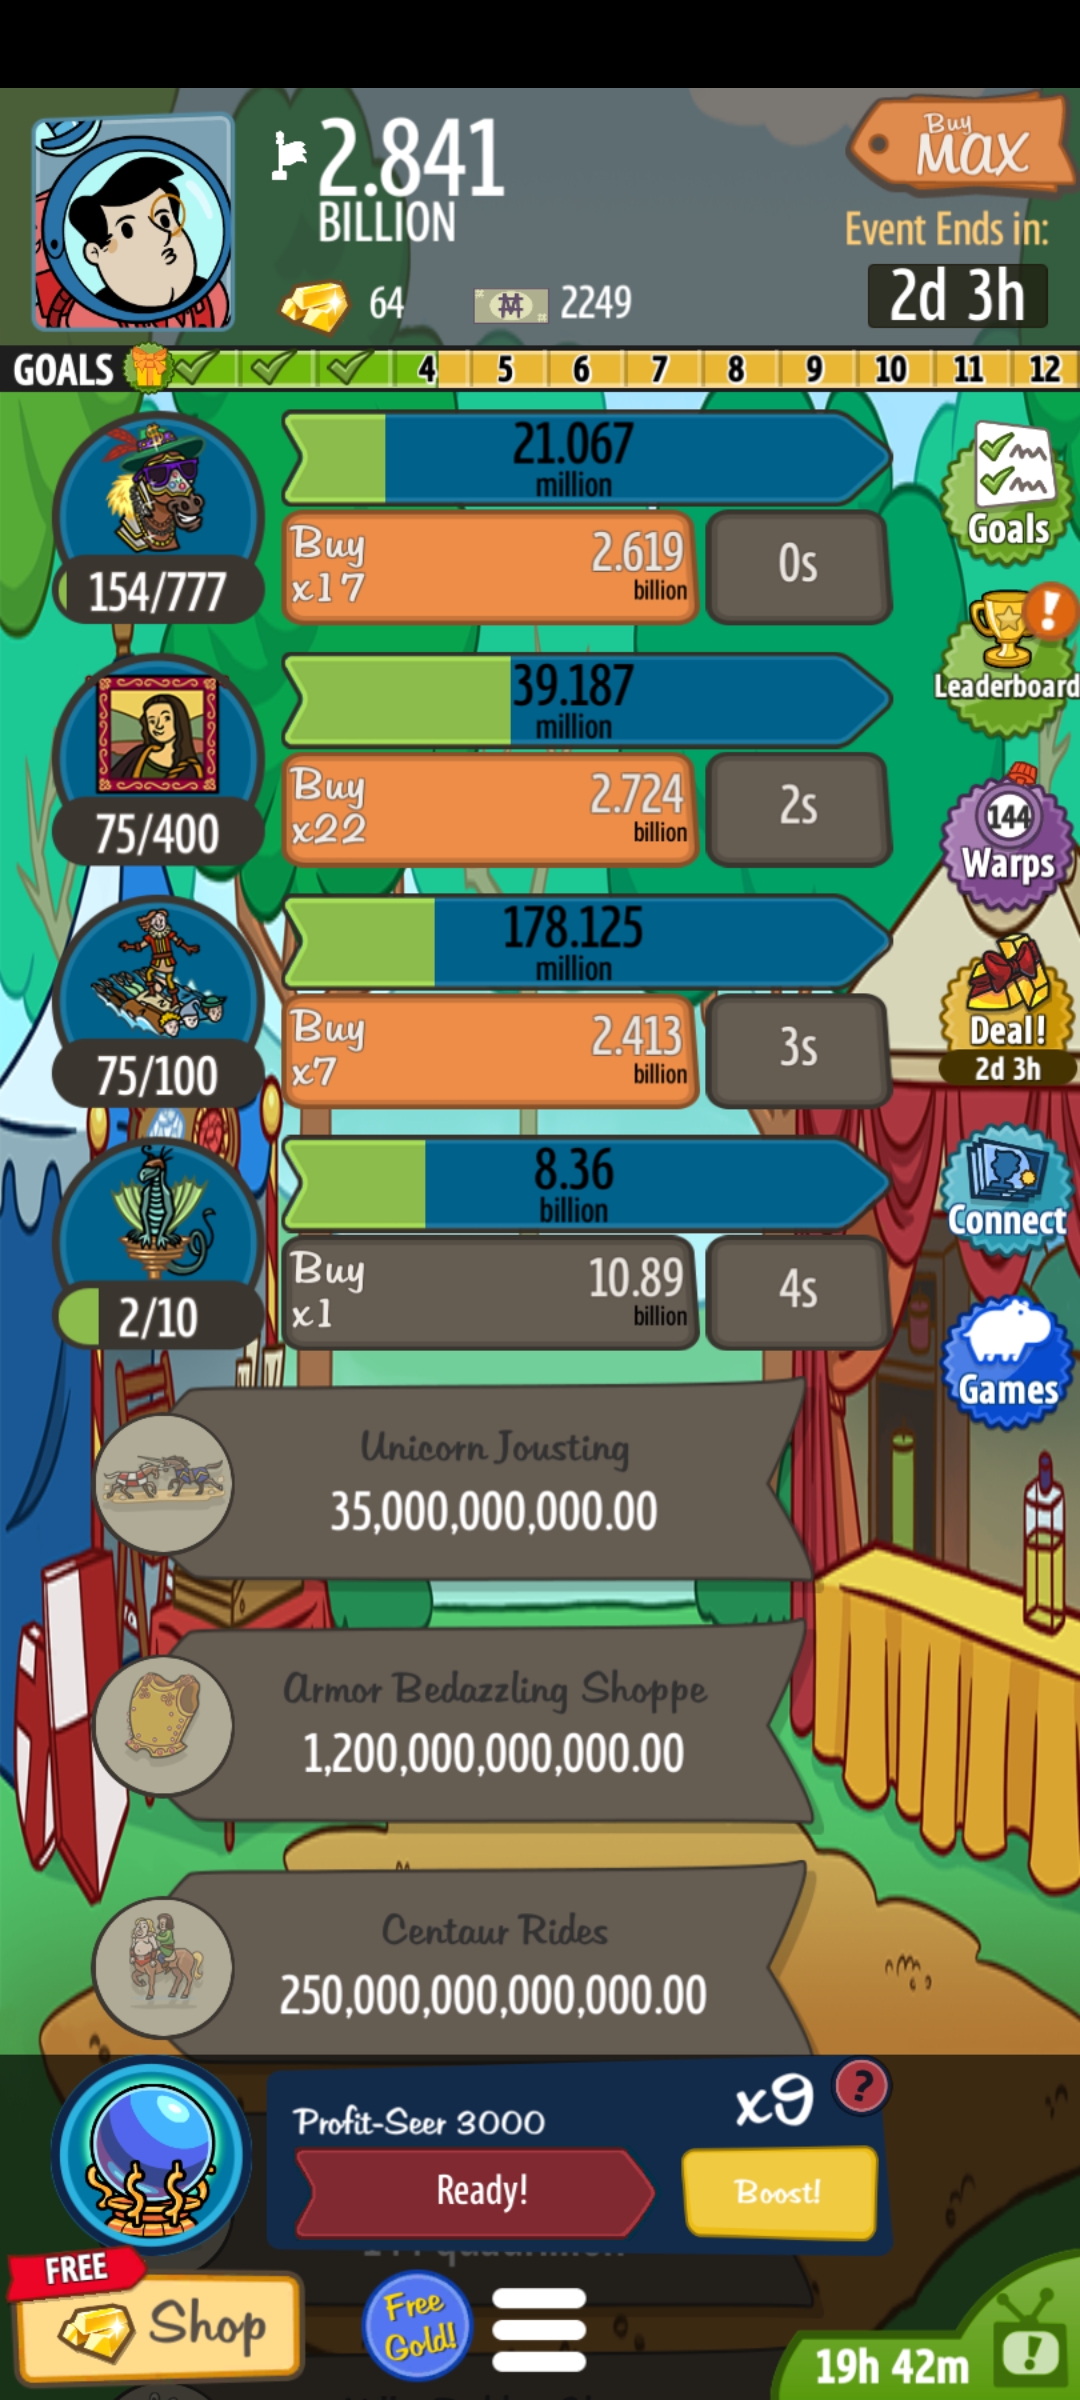 2.841
BILLION
Buy
MAX
Event Ends in:
2d 3h
64
2249
GOALS 4 5 6 7 8 9 10 11 12
21.067
million
Buy
x17
2.619
billion
0s
154/777
Goals
39.187
million
Buy
x22
2.724
billion
2s
75/400
Leaderboard
144
Warps
178.125
million
Buy
x7
2.413
billion
3s
75/100
Deal!
2d 3h
8.36
billion
Buy
x1
10.89
billion
4s
2/10
Connect
Games
Unicorn Jousting
35,000,000,000.00
Armor Bedazzling Shoppe
1,200,000,000,000.00
Centaur Rides
250,000,000,000,000.00
Profit-Seer 3000
x9
?
Ready!
Boost!
FREE
Shop
Free
Gold!
19h 42m